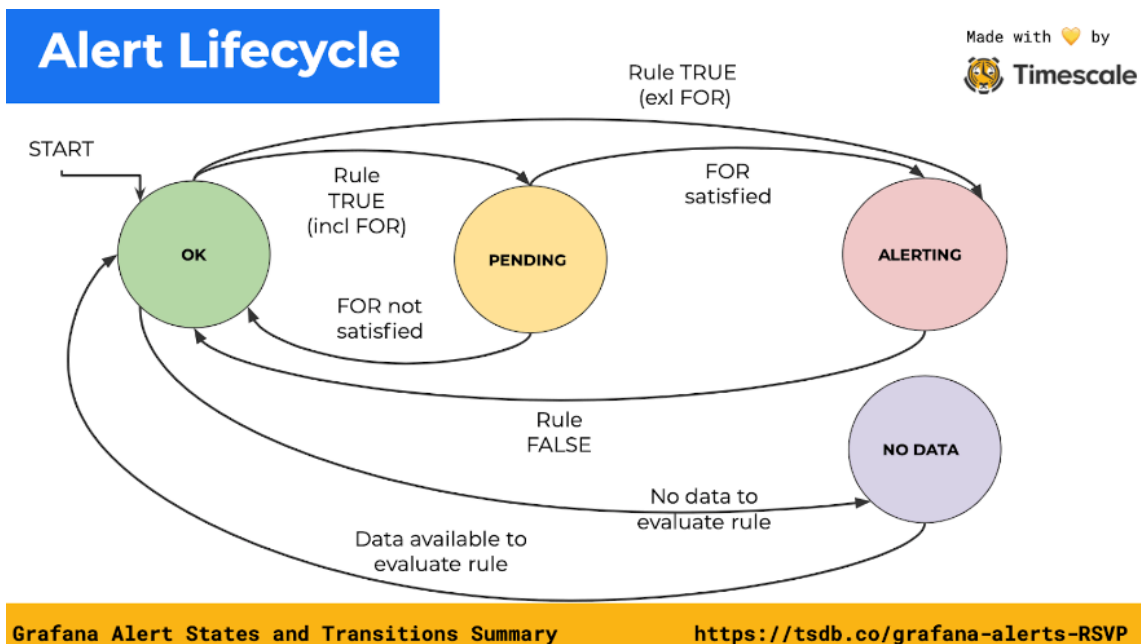 Alert Lifecycle
Made with 💛 by
Timescale
Rule TRUE
(exl FOR)
START
Rule
TRUE
(incl FOR)
FOR
satisfied
OK
PENDING
ALERTING
FOR not
satisfied
Rule
FALSE
NO DATA
No data to
evaluate rule
Data available to
evaluate rule
Grafana Alert States and Transitions Summary
https://tsdb.co/grafana-alerts-RSVP